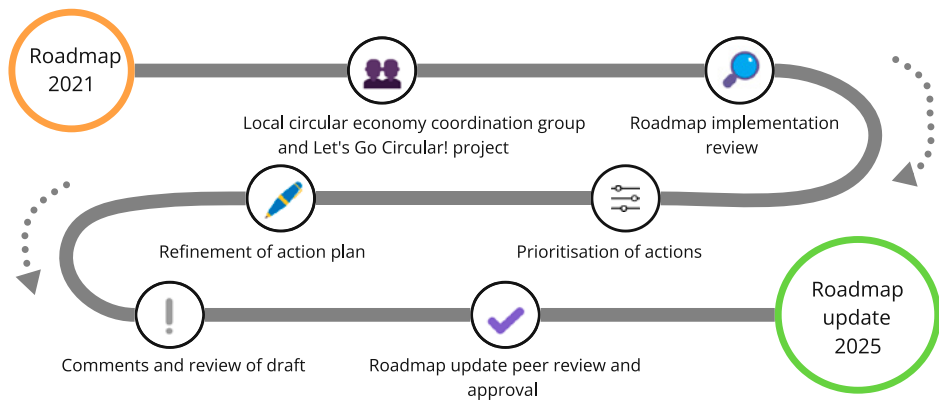 Roadmap
2021
Local circular economy coordination group
and Let's Go Circular! project
Roadmap implementation
review
Refinement of action plan
Prioritisation of actions
Comments and review of draft
Roadmap update peer review and
approval
Roadmap
update
2025